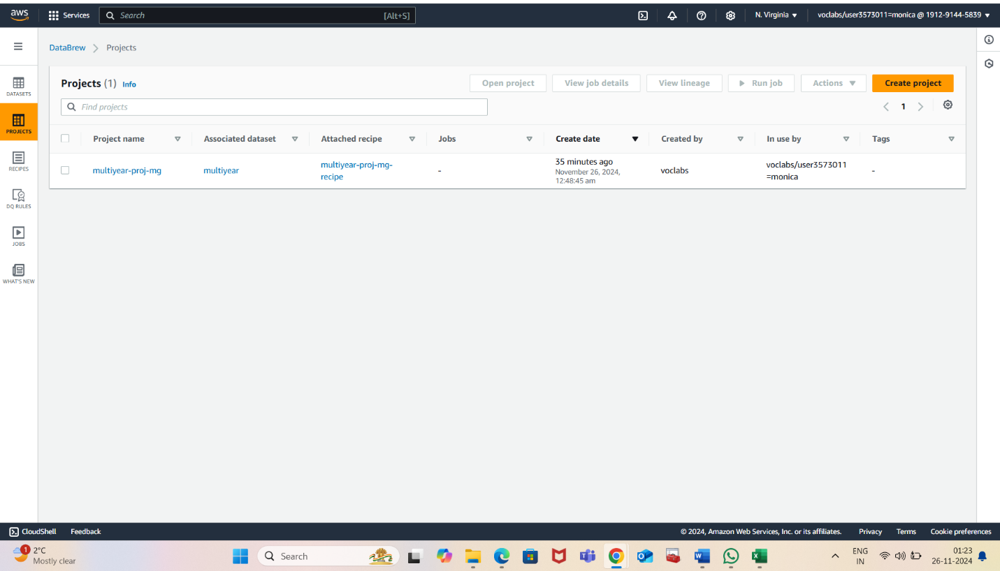 aws
Services
Search
[Alt+S]
N. Virginia
voclabs/user3573011=monica @ 1912-9144-5839
DataBrew
Projects
DATASETS
PROJECTS
RECIPES
DQ RULES
JOBS
WHAT'S NEW
Projects (1) Info
Open project
View job details
View lineage
Run job
Actions
Create project
Find projects
1
Project name
Associated dataset
Attached recipe
Jobs
Create date
Created by
In use by
Tags
multiyear-proj-mg
multiyear
multiyear-proj-mg-
recipe
-
35 minutes ago
November 26, 2024,
12:48:45 am
voclabs
voclabs/user3573011
=monica
-
CloudShell
Feedback
© 2024, Amazon Web Services, Inc. or its affiliates.
Privacy
Terms
Cookie preferences
1
2°C
Mostly clear
Search
ENG
IN
01:23
26-11-2024